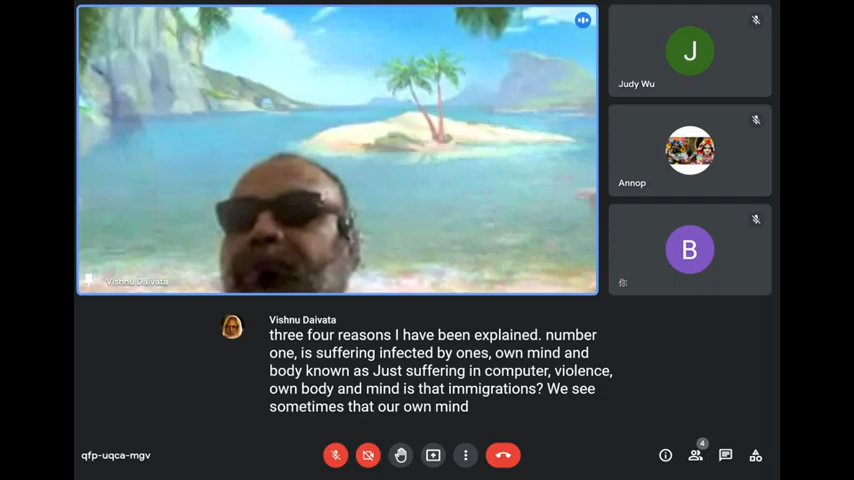 J
Judy Wu
Annop
B
你
Vishnu Daivata
Vishnu Daivata
three four reasons I have been explained. number
one, is suffering infected by ones, own mind and
body known as Just suffering in computer, violence,
own body and mind is that immigrations? We see
sometimes that our own mind
qfp-uqca-mgv
4